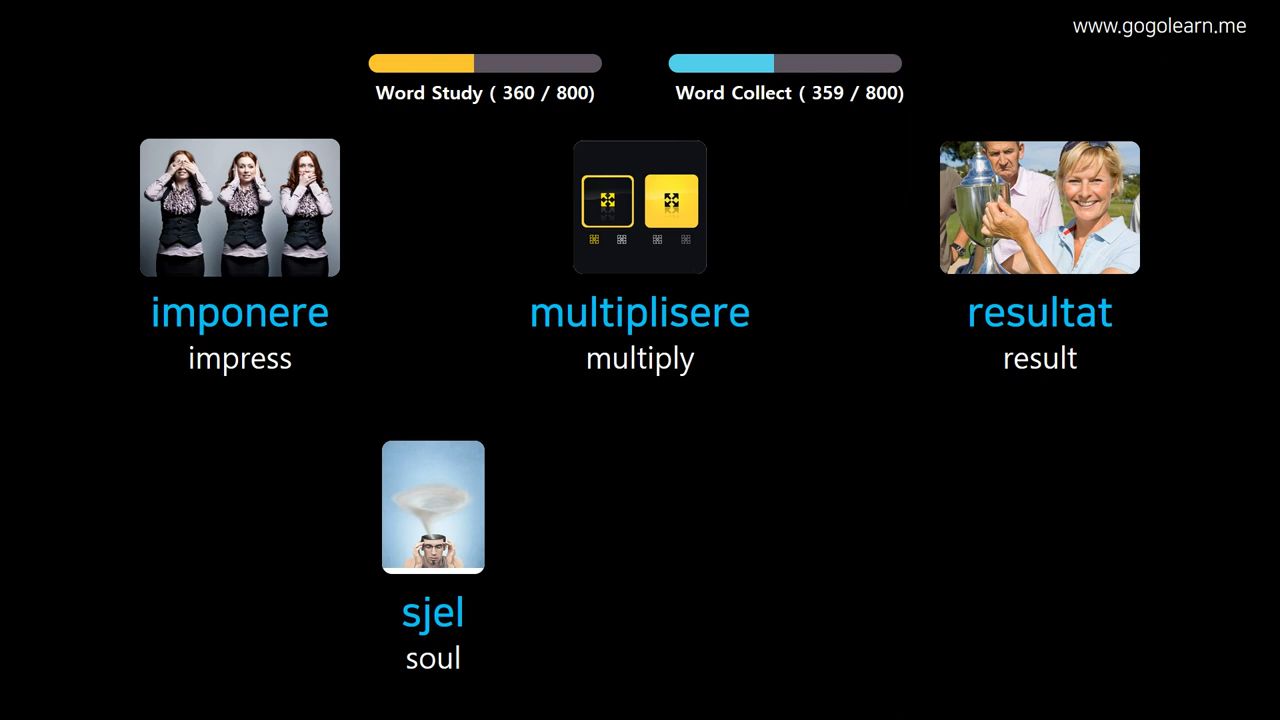 www.gogolearn.me
Word Study ( 360 / 800)
Word Collect ( 359 / 800)
imponere
impress
multiplisere
multiply
resultat
result
sjel
soul